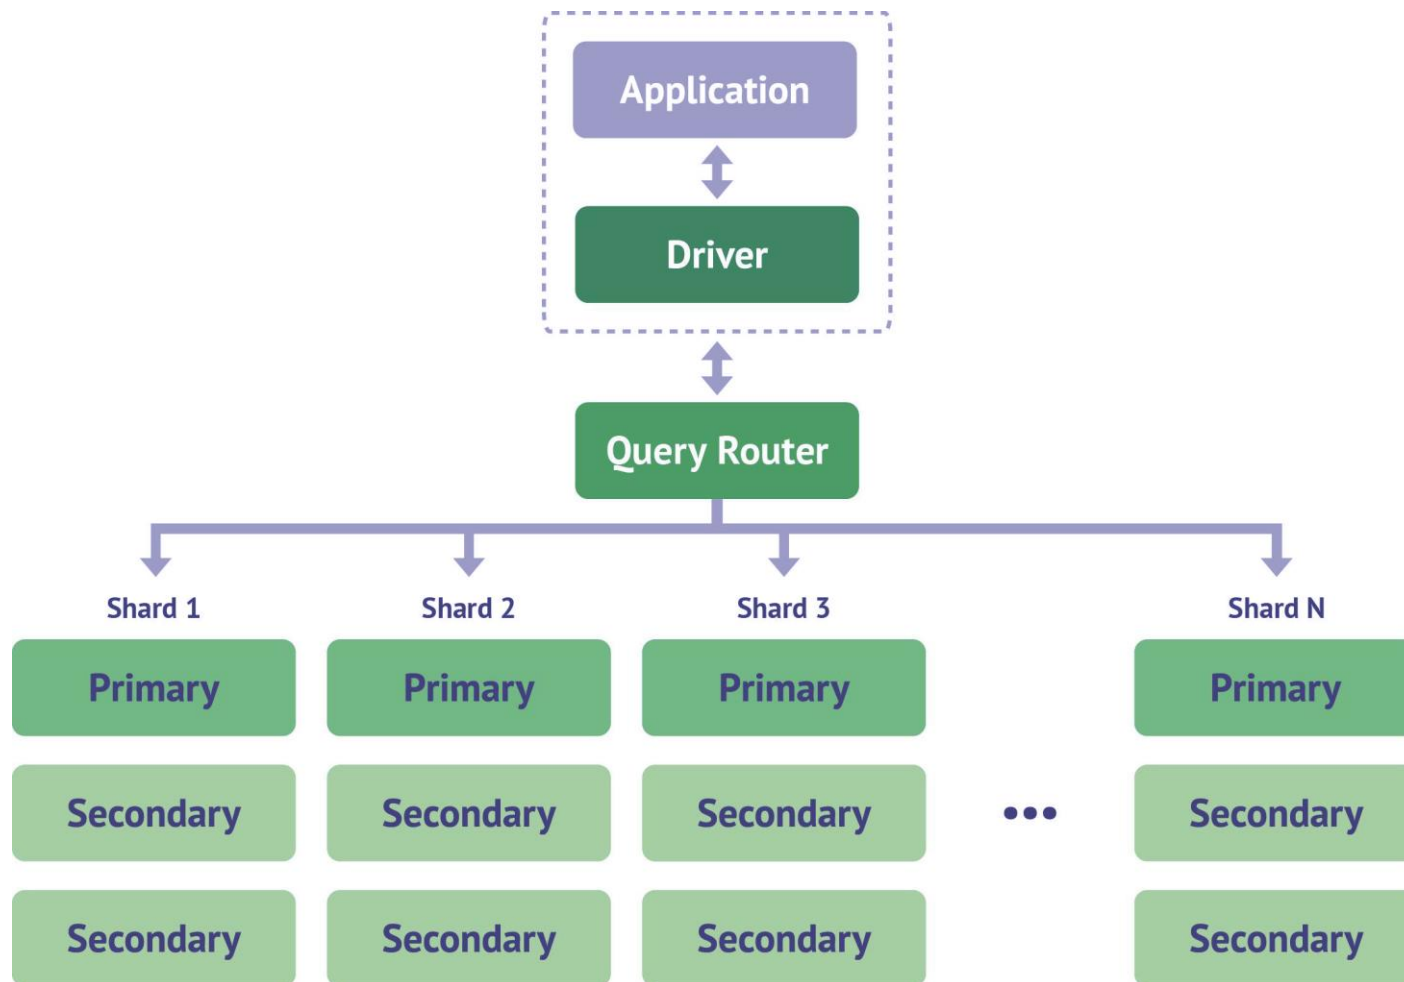 Application
Driver
Query Router
Shard 1 Shard 2 Shard 3 Shard N
Primary Primary Primary Primary
Secondary Secondary Secondary ••• Secondary
Secondary Secondary Secondary Secondary